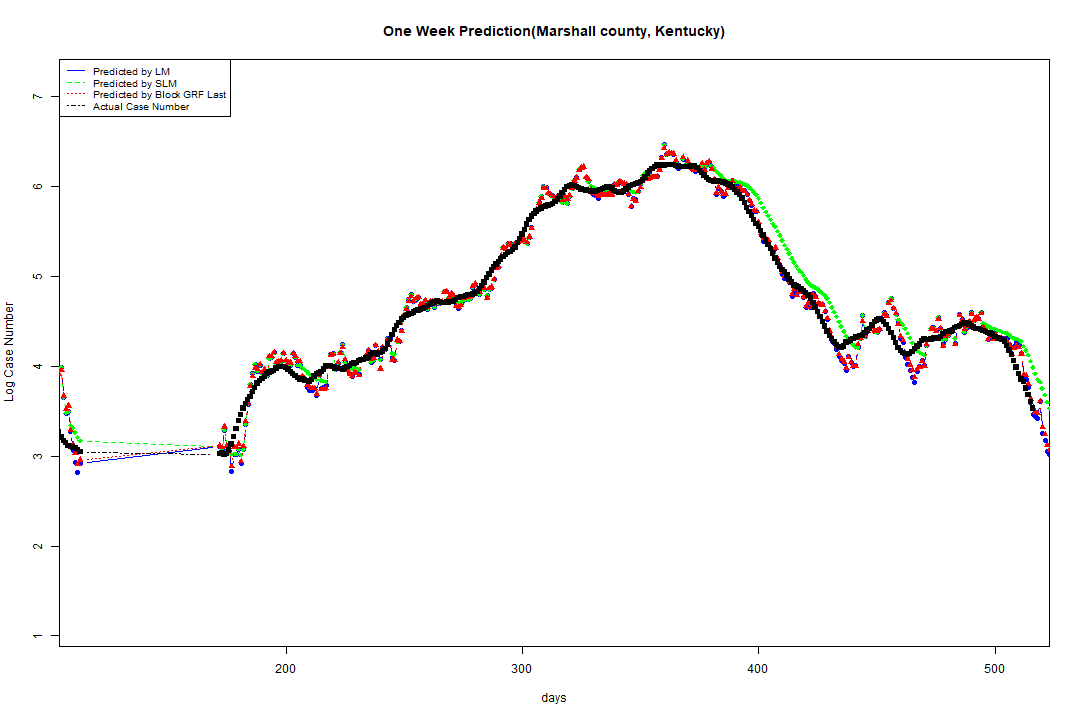 One Week Prediction(Marshall county, Kentucky)
Predicted by LM
Predicted by SLM
Predicted by Block GRF Last
Actual Case Number
7
6
5
4
3
2
1
Log Case Number
200 300 400 500
days